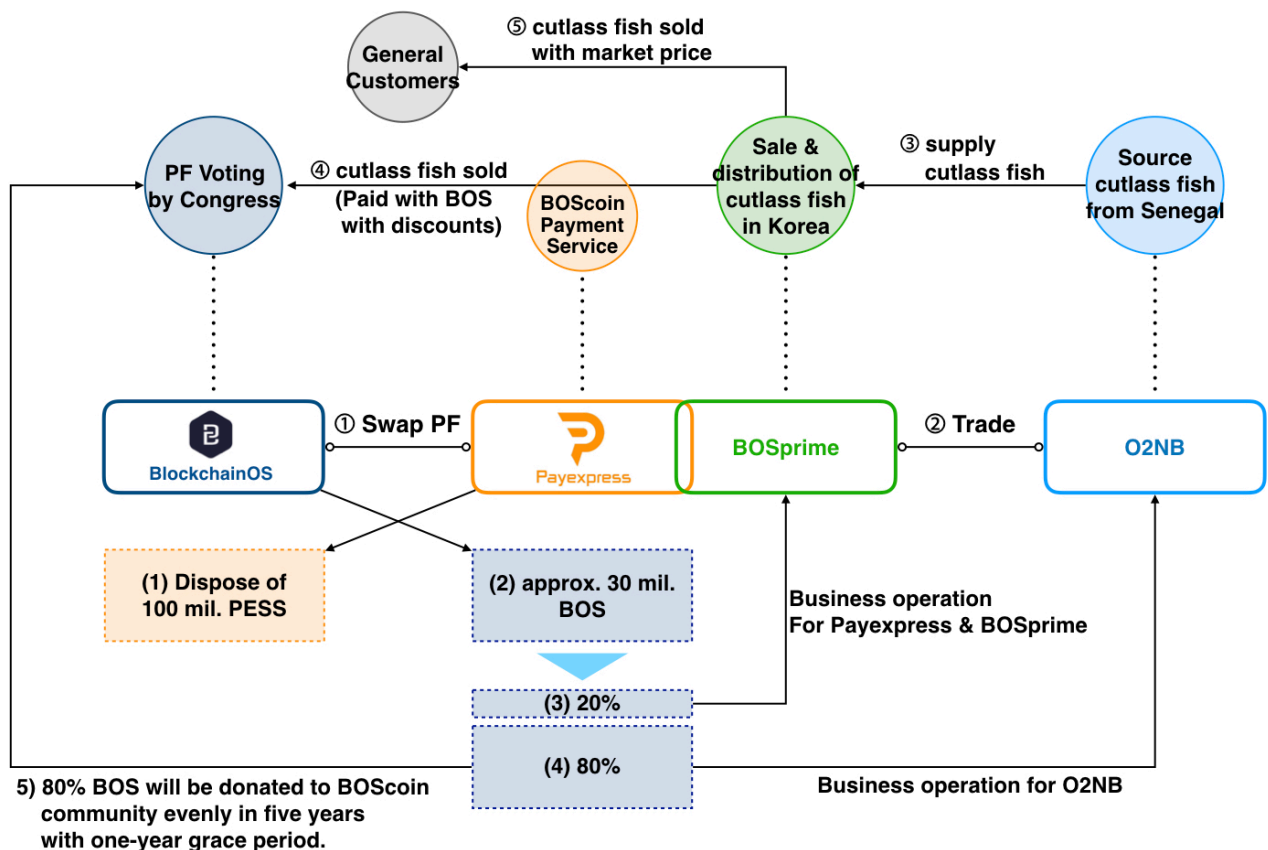 ⑤ cutlass fish sold
with market price
General
Customers
PF Voting
by Congress
④ cutlass fish sold
(Paid with BOS
with discounts)
BOScoin
Payment
Service
Sale &
distribution of
cutlass fish
in Korea
③ supply
cutlass fish
Source
cutlass fish
from Senegal
BlockchainOS
① Swap PF
Payexpress
BOSprime
② Trade
O2NB
(1) Dispose of
100 mil. PESS
(2) approx. 30 mil.
BOS
Business operation
For Payexpress & BOSprime
(3) 20%
(4) 80%
5) 80% BOS will be donated to BOScoin
community evenly in five years
with one-year grace period.
Business operation for O2NB